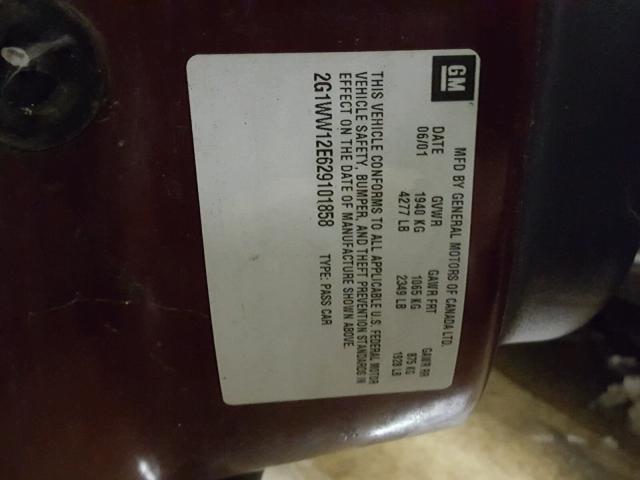 GM
MFD BY GENERAL MOTORS OF CANADA LTD.
DATE GVWR GAWR FRT GAWR RR
06/01 1940 KG 1065 KG 875 KG
4277 LB 2349 LB 1928 LB
THIS VEHICLE CONFORMS TO ALL APPLICABLE U.S. FEDERAL MOTOR
VEHICLE SAFETY, BUMPER, AND THEFT PREVENTION STANDARDS IN
EFFECT ON THE DATE OF MANUFACTURE SHOWN ABOVE.
2G1WW12E629101858 TYPE: PASS CAR